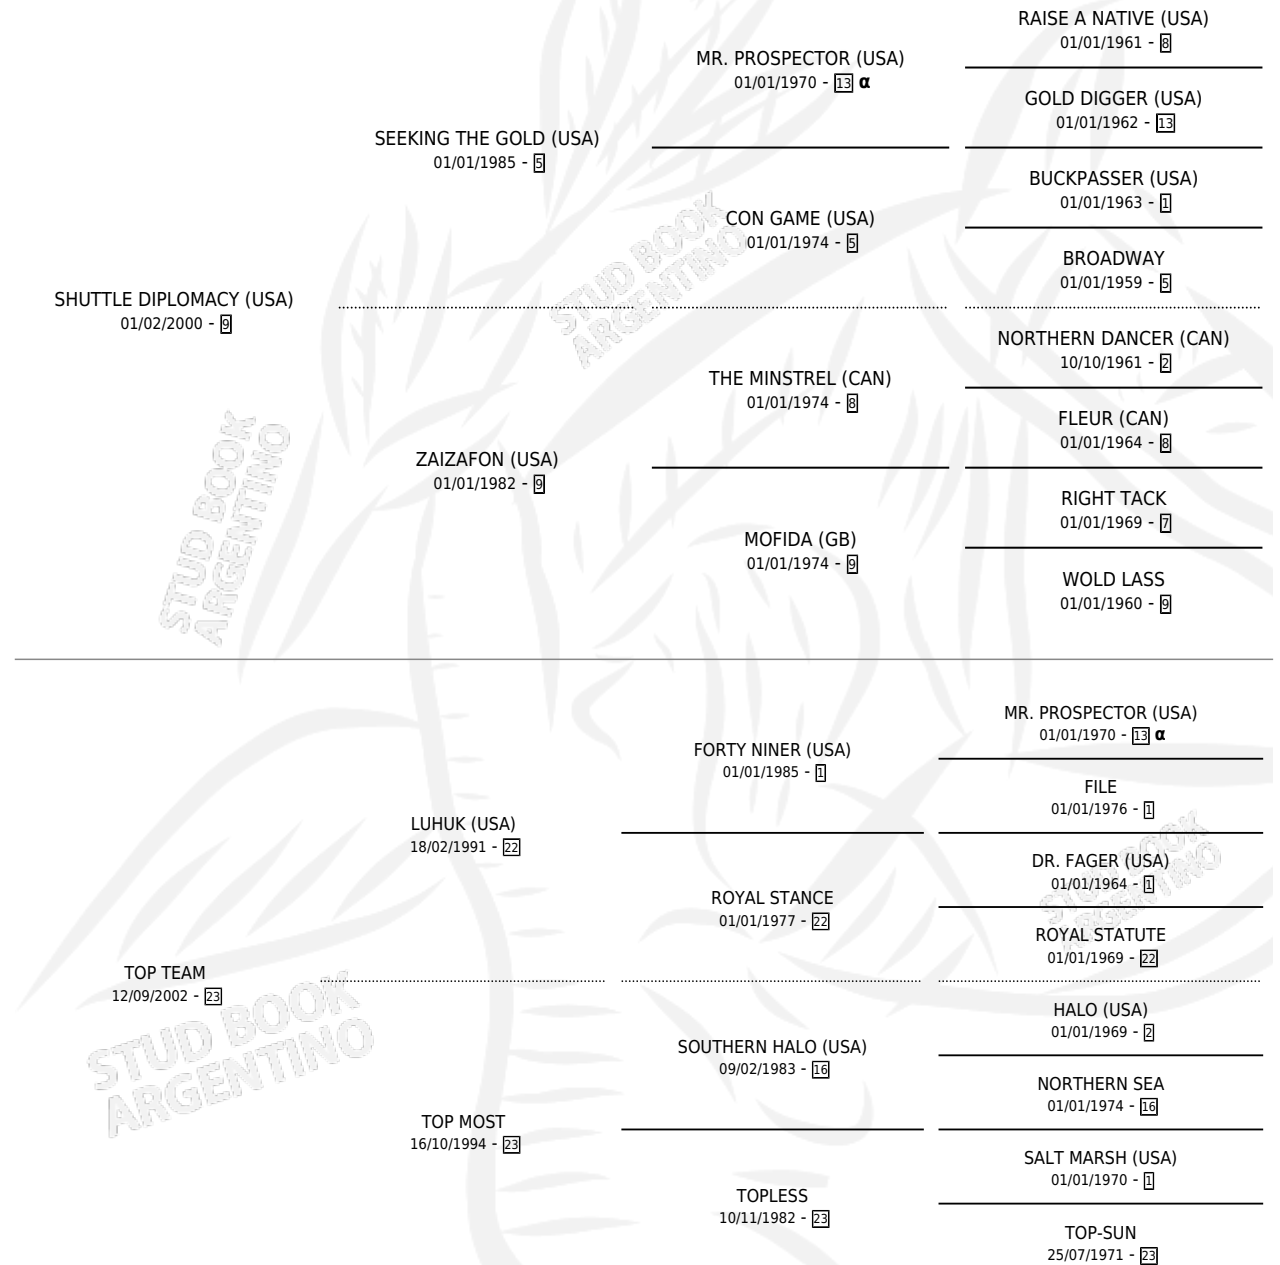 RAISE A NATIVE (USA)
01/01/1961 - 8
MR. PROSPECTOR (USA)
01/01/1970 - 13 α
GOLD DIGGER (USA)
01/01/1962 - 13
SEEKING THE GOLD (USA)
01/01/1985 - 5
BUCKPASSER (USA)
01/01/1963 - 1
CON GAME (USA)
01/01/1974 - 5
BROADWAY
01/01/1959 - 5
SHUTTLE DIPLOMACY (USA)
01/02/2000 - 9
NORTHERN DANCER (CAN)
10/10/1961 - 2
THE MINSTREL (CAN)
01/01/1974 - 8
FLEUR (CAN)
01/01/1964 - 8
ZAIZAFON (USA)
01/01/1982 - 9
RIGHT TACK
01/01/1969 - 7
MOFIDA (GB)
01/01/1974 - 9
WOLD LASS
01/01/1960 - 9
MR. PROSPECTOR (USA)
01/01/1970 - 13 α
FORTY NINER (USA)
01/01/1985 - 1
FILE
01/01/1976 - 1
LUHUK (USA)
18/02/1991 - 22
DR. FAGER (USA)
01/01/1964 - 1
ROYAL STANCE
01/01/1977 - 22
ROYAL STATUTE
01/01/1969 - 22
TOP TEAM
12/09/2002 - 23
HALO (USA)
01/01/1969 - 2
SOUTHERN HALO (USA)
09/02/1983 - 16
NORTHERN SEA
01/01/1974 - 16
TOP MOST
16/10/1994 - 23
SALT MARSH (USA)
01/01/1970 - 1
TOPLESS
10/11/1982 - 23
TOP-SUN
25/07/1971 - 23
STUD BOOK
ARGENTINO
STUD BOOK
ARGENTINO
STUD BOOK
ARGENTINO
STUD BOOK
ARGENTINO